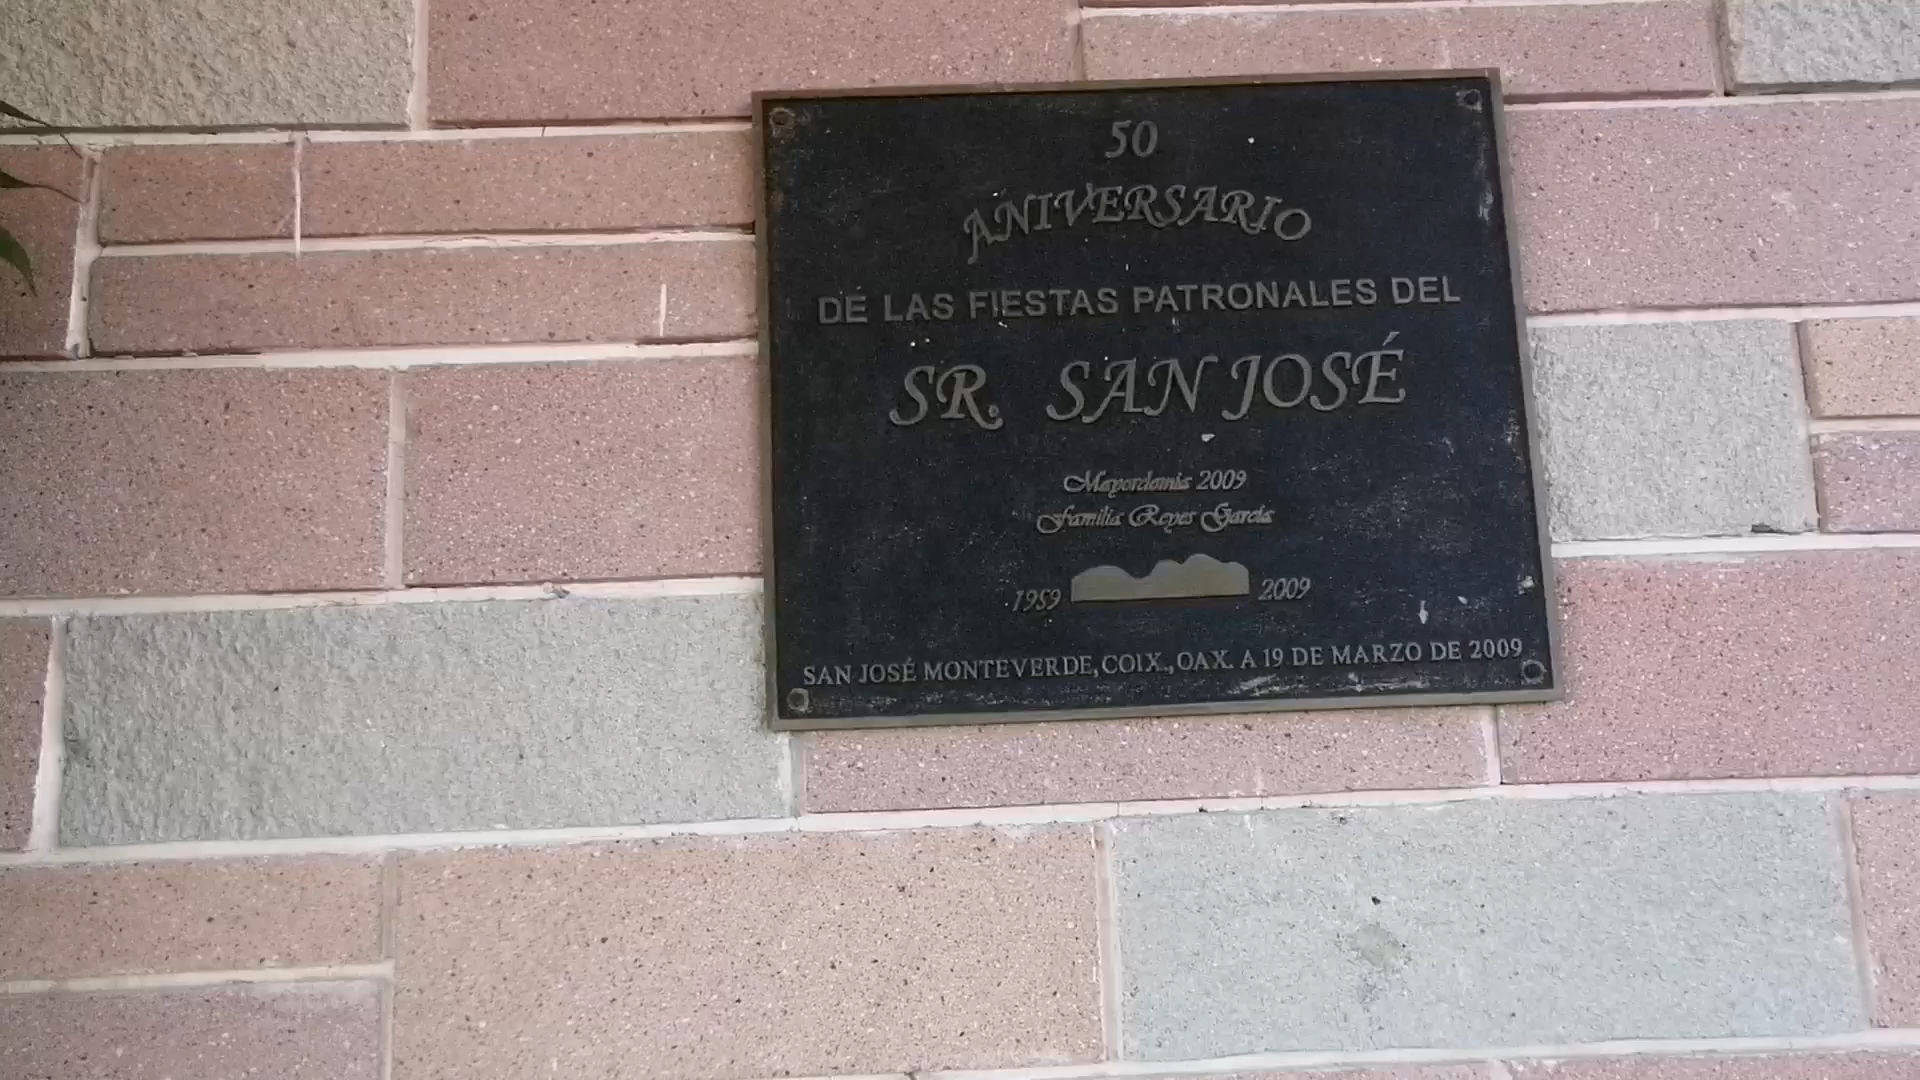 50
ANIVERSARIO
DE LAS FIESTAS PATRONALES DEL
SR. SAN JOSÉ
Mayordomia 2009
Familia Reyes García
1959 2009
SAN JOSÉ MONTEVERDE, COIX., OAX. A 19 DE MARZO DE 2009